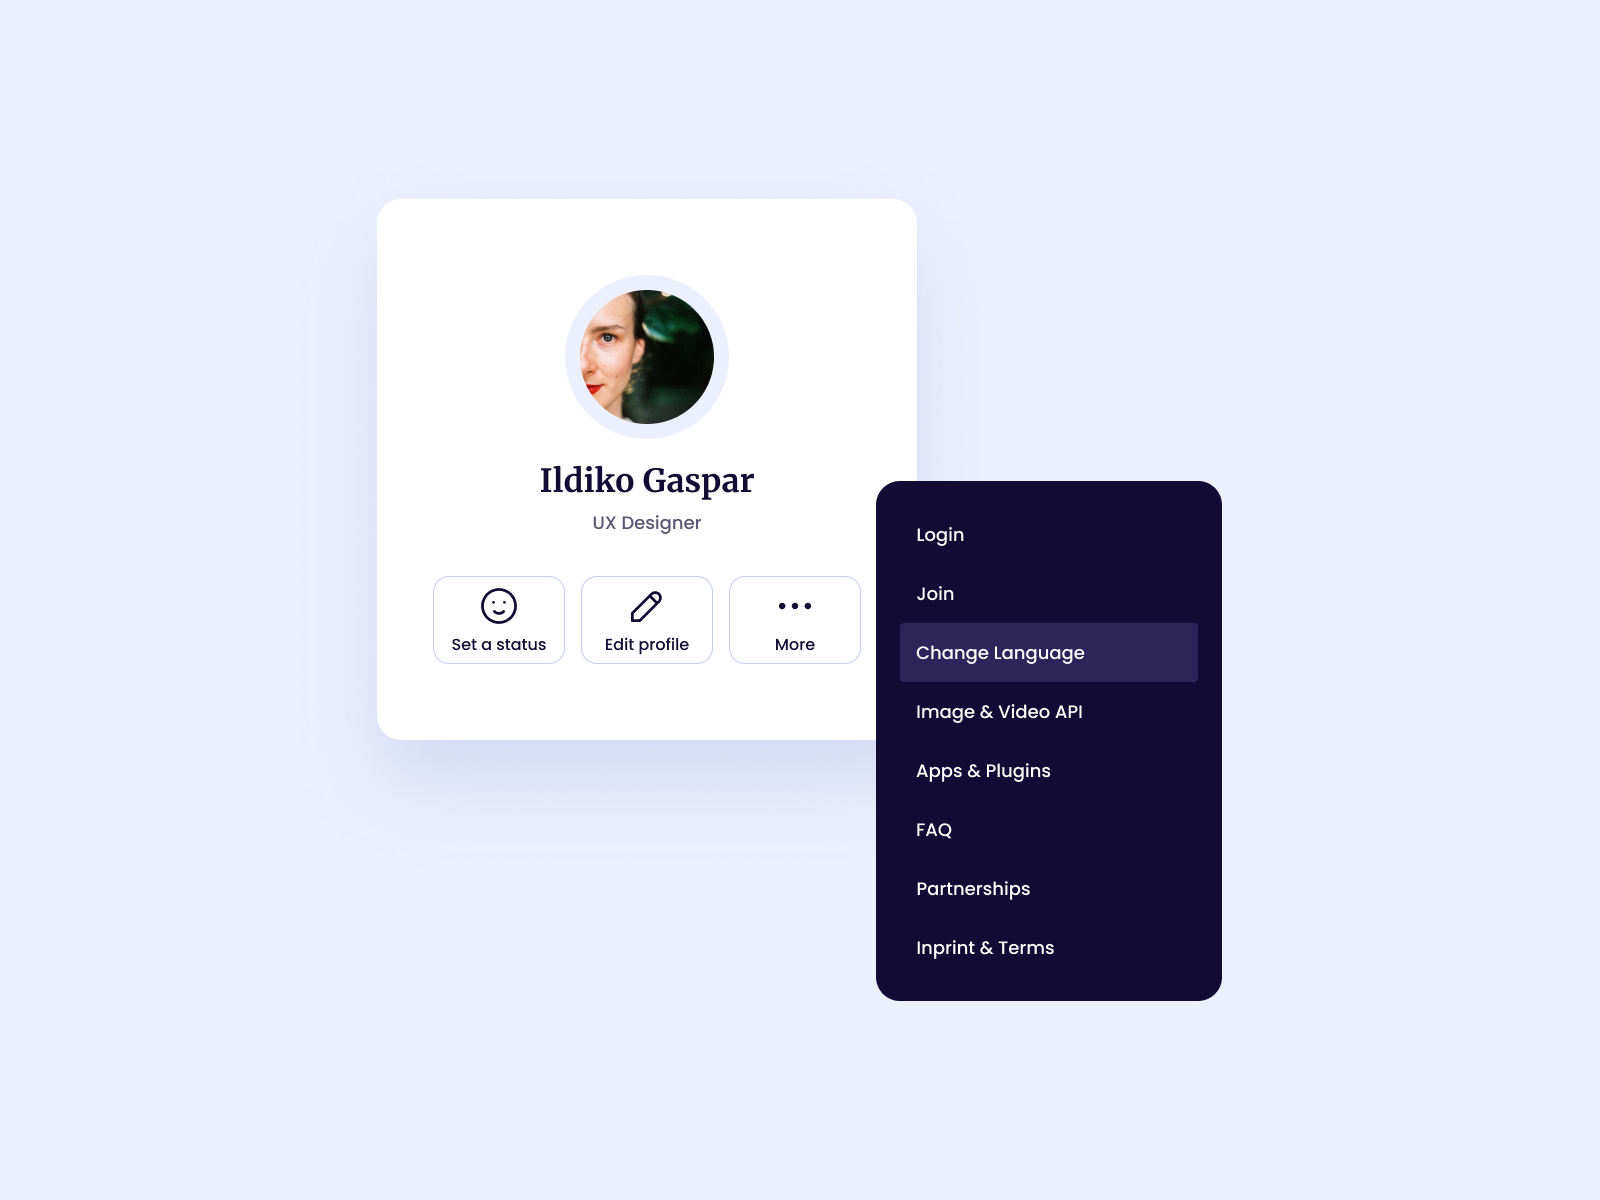 Ildiko Gaspar
UX Designer
Set a status
Edit profile
More
Login
Join
Change Language
Image & Video API
Apps & Plugins
FAQ
Partnerships
Inprint & Terms